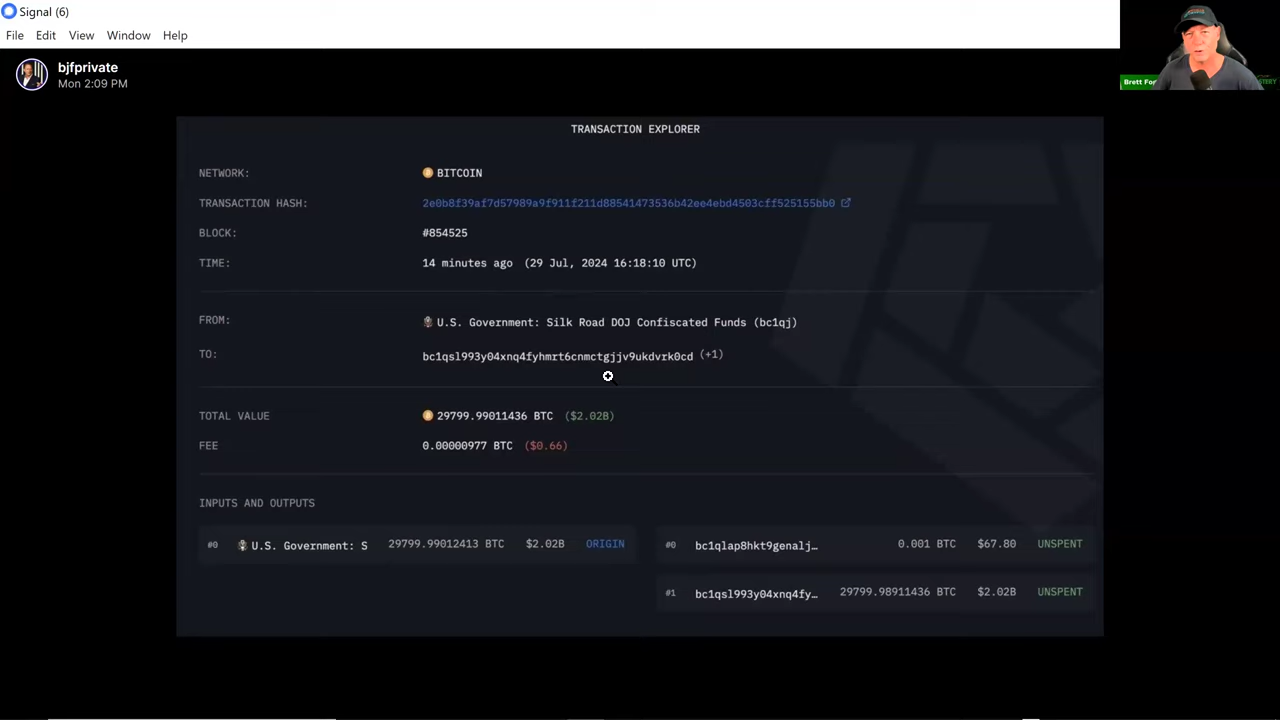 Signal (6)
File Edit View Window Help
bjfprivate
Mon 2:09 PM
Brett For
TRANSACTION EXPLORER
NETWORK: BITCOIN
TRANSACTION HASH: 2e0b8f39af7d57989a9f911f211d88541473536b42ee4ebd4503cff525155bb0
BLOCK: #854525
TIME: 14 minutes ago (29 Jul, 2024 16:18:10 UTC)
FROM: U.S. Government: Silk Road DOJ Confiscated Funds (bc1qj)
TO: bc1qsl993y04xnq4fyhmrt6cnmctgjjv9ukdvrk0cd (+1)
TOTAL VALUE 29799.99011436 BTC ($2.02B)
FEE 0.00000977 BTC ($0.66)
INPUTS AND OUTPUTS
#0 U.S. Government: S 29799.99012413 BTC $2.02B ORIGIN
#0 bc1qlap8hkt9genalj… 0.001 BTC $67.80 UNSPENT
#1 bc1qsl993y04xnq4fy… 29799.98911436 BTC $2.02B UNSPENT